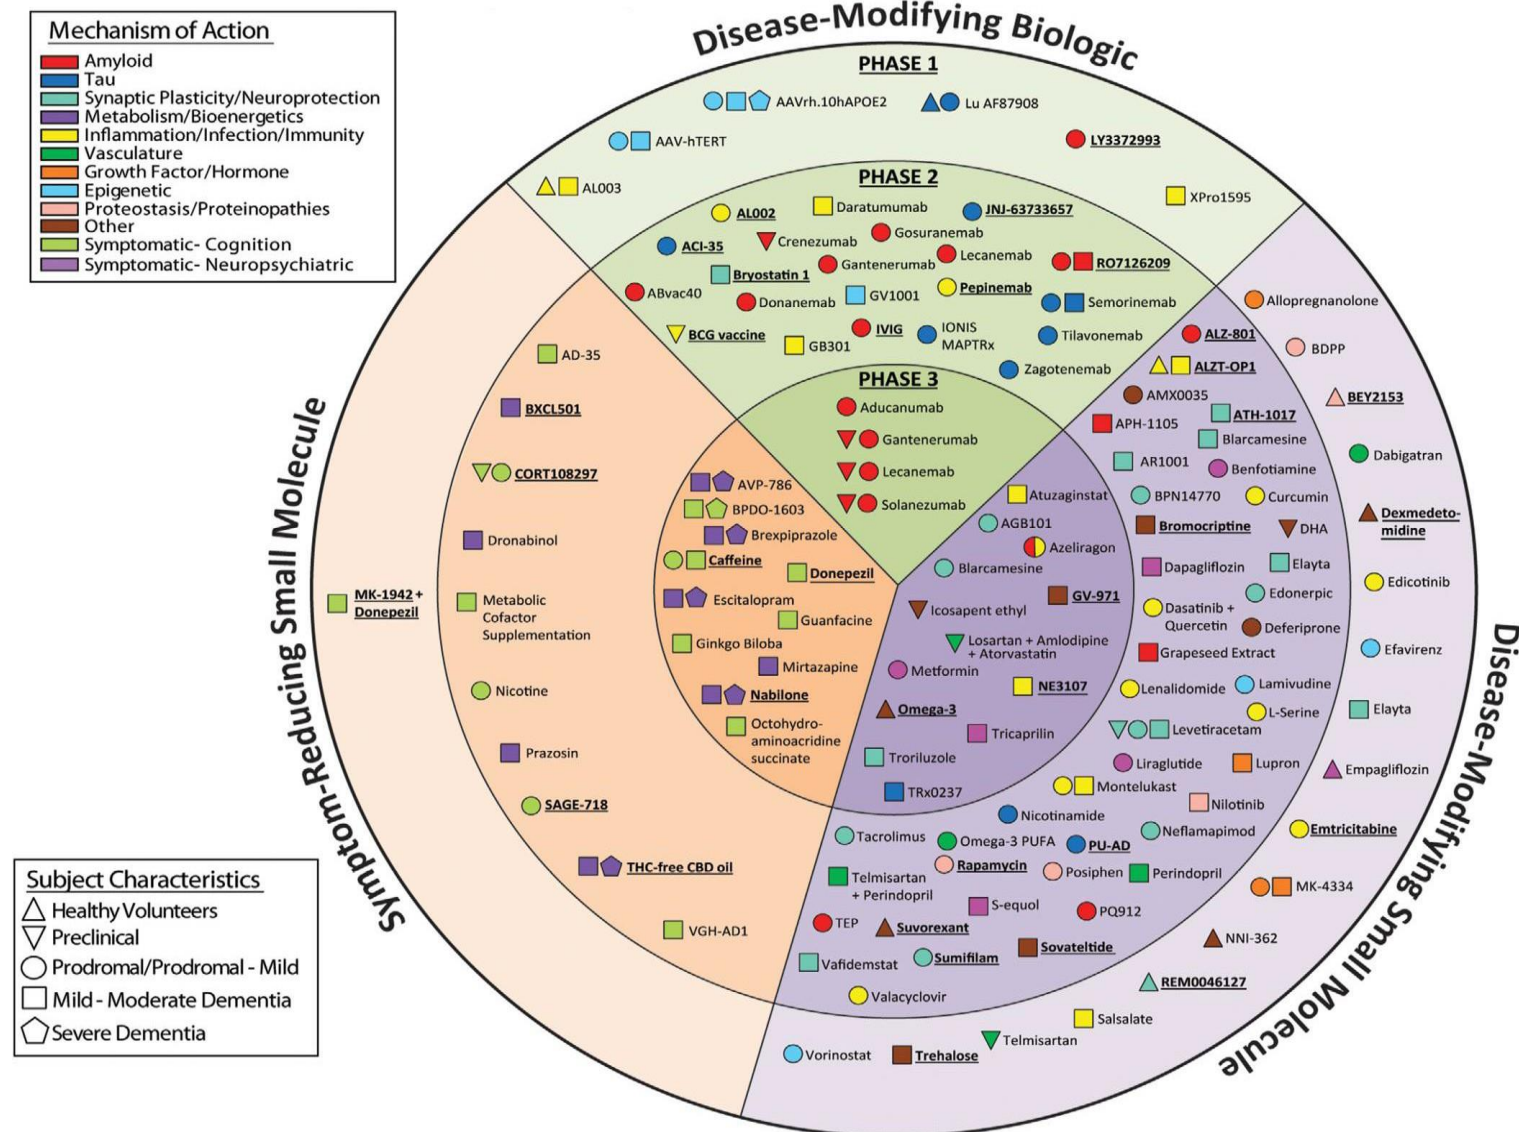 Disease-Modifying Biologic
Mechanism of Action
Amyloid
Tau
Synaptic Plasticity/Neuroprotection
Metabolism/Bioenergetics
Inflammation/Infection/Immunity
Vasculature
Growth Factor/Hormone
Epigenetic
Proteostasis/Proteinopathies
Other
Symptomatic- Cognition
Symptomatic- Neuropsychiatric
PHASE 1
AAVrh.10hAPOE2
Lu AF87908
AAV-hTERT
LY3372993
AL003
XPro1595
PHASE 2
AL002
Daratumumab
JNJ-63733657
ACI-35
Crenezumab
Gosuranemab
Bryostatin 1
Gantenerumab
Lecanemab
RO7126209
ABvac40
Donanemab
GV1001
Pepinemab
Semorinemab
BCG vaccine
GB301
IVIG
IONIS
MAPTRx
Tilavonemab
Zagotenemab
PHASE 3
Aducanumab
Gantenerumab
Lecanemab
Solanezumab
Symptom-Reducing Small Molecule
MK-1942 +
Donepezil
AD-35
BXCL501
CORT108297
Dronabinol
Metabolic
Cofactor
Supplementation
Nicotine
Prazosin
SAGE-718
THC-free CBD oil
VGH-AD1
AVP-786
BPDO-1603
Brexpiprazole
Caffeine
Donepezil
Escitalopram
Guanfacine
Ginkgo Biloba
Mirtazapine
Nabilone
Octohydro-
aminoacridine
succinate
Atuzaginstat
AGB101
Azeliragon
Blarcamesine
GV-971
Icosapent ethyl
Losartan + Amlodipine
+ Atorvastatin
Metformin
NE3107
Omega-3
Tricaprilin
Troriluzole
TRx0237
ALZ-801
ALZT-OP1
AMX0035
APH-1105
ATH-1017
Blarcamesine
AR1001
Benfotiamine
BPN14770
Curcumin
Bromocriptine
DHA
Dapagliflozin
Elayta
Edonerpic
Dasatinib +
Quercetin
Deferiprone
Grapeseed Extract
Lenalidomide
Lamivudine
L-Serine
Levetiracetam
Liraglutide
Lupron
Montelukast
Nilotinib
Nicotinamide
Neflamapimod
Tacrolimus
Omega-3 PUFA
PU-AD
Rapamycin
Posiphen
Perindopril
Telmisartan
+ Perindopril
S-equol
PQ912
TEP
Suvorexant
Sovateltide
Vafidemstat
Sumifilam
Valacyclovir
Allopregnanolone
BDPP
BEY2153
Dabigatran
Dexmedeto-
midine
Edicotinib
Efavirenz
Elayta
Empagliflozin
Emtricitabine
MK-4334
NNI-362
REM0046127
Salsalate
Telmisartan
Trehalose
Vorinostat
Disease-Modifying Small Molecule
Subject Characteristics
Healthy Volunteers
Preclinical
Prodromal/Prodromal - Mild
Mild - Moderate Dementia
Severe Dementia